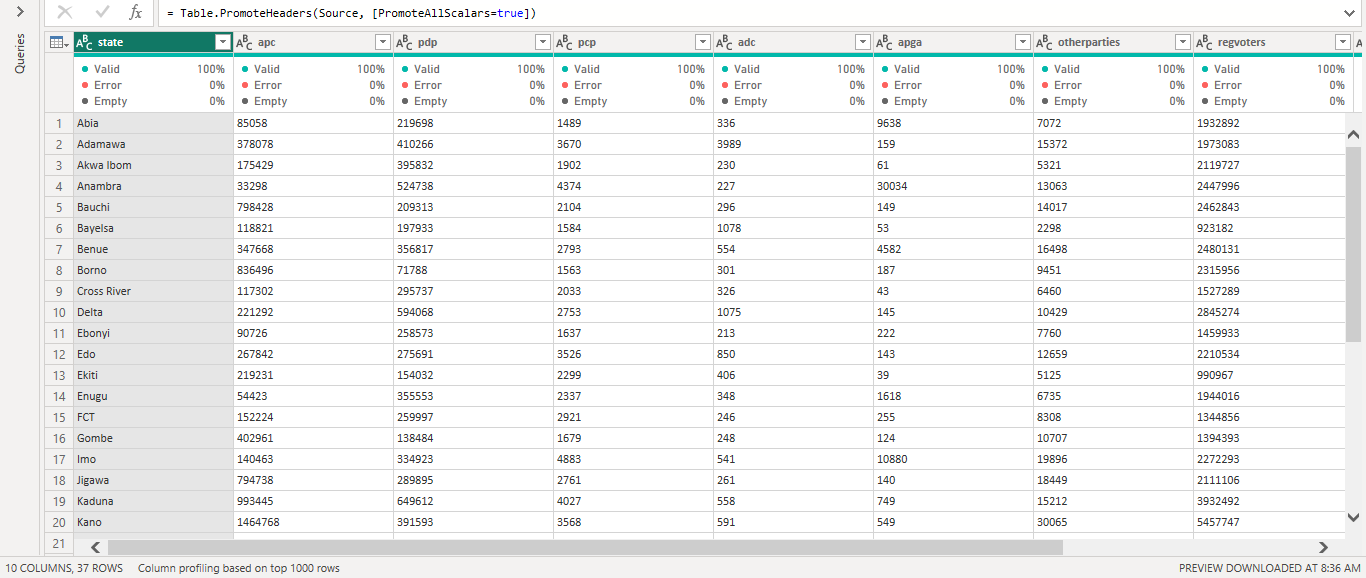 fx = Table.PromoteHeaders(Source, [PromoteAllScalars=true])
Queries
ABC state ABC apc ABC pdp ABC pcp ABC adc ABC apga ABC otherparties ABC regvoters A
Valid 100% Valid 100% Valid 100% Valid 100% Valid 100% Valid 100% Valid 100% Valid 100%
Error 0% Error 0% Error 0% Error 0% Error 0% Error 0% Error 0% Error 0%
Empty 0% Empty 0% Empty 0% Empty 0% Empty 0% Empty 0% Empty 0% Empty 0%
1 Abia 85058 219698 1489 336 9638 7072 1932892
2 Adamawa 378078 410266 3670 3989 159 15372 1973083
3 Akwa Ibom 175429 395832 1902 230 61 5321 2119727
4 Anambra 33298 524738 4374 227 30034 13063 2447996
5 Bauchi 798428 209313 2104 296 149 14017 2462843
6 Bayelsa 118821 197933 1584 1078 53 2298 923182
7 Benue 347668 356817 2793 554 4582 16498 2480131
8 Borno 836496 71788 1563 301 187 9451 2315956
9 Cross River 117302 295737 2033 326 43 6460 1527289
10 Delta 221292 594068 2753 1075 145 10429 2845274
11 Ebonyi 90726 258573 1637 213 222 7760 1459933
12 Edo 267842 275691 3526 850 143 12659 2210534
13 Ekiti 219231 154032 2299 406 39 5125 990967
14 Enugu 54423 355553 2337 348 1618 6735 1944016
15 FCT 152224 259997 2921 246 255 8308 1344856
16 Gombe 402961 138484 1679 248 124 10707 1394393
17 Imo 140463 334923 4883 541 10880 19896 2272293
18 Jigawa 794738 289895 2761 261 140 18449 2111106
19 Kaduna 993445 649612 4027 558 749 15212 3932492
20 Kano 1464768 391593 3568 591 549 30065 5457747
21
10 COLUMNS, 37 ROWS Column profiling based on top 1000 rows PREVIEW DOWNLOADED AT 8:36 AM